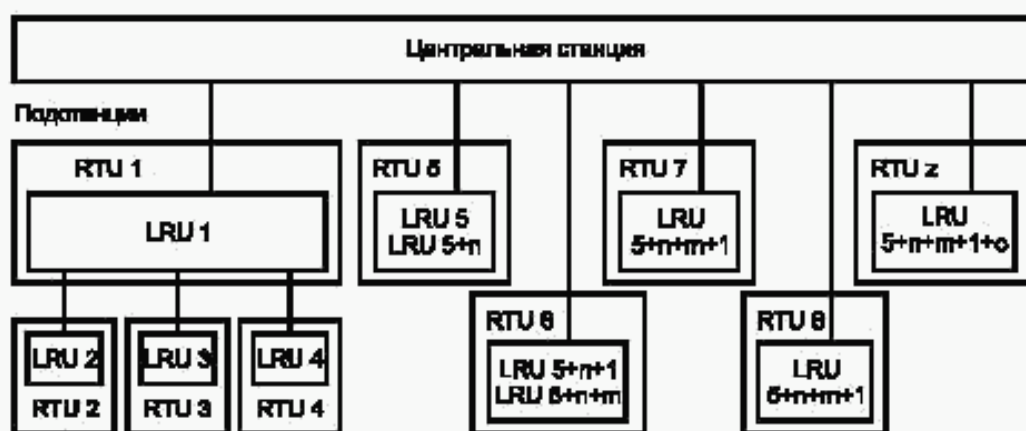 Центральная станция
Подстанции
RTU 1
LRU 1
LRU 2
RTU 2
LRU 3
RTU 3
LRU 4
RTU 4
RTU 5
LRU 5
LRU 5+n
RTU 6
LRU 5+n+1
LRU 5+n+m
RTU 7
LRU
5+n+m+1
RTU 8
LRU
5+n+m+1
RTU z
LRU
5+n+m+1+o